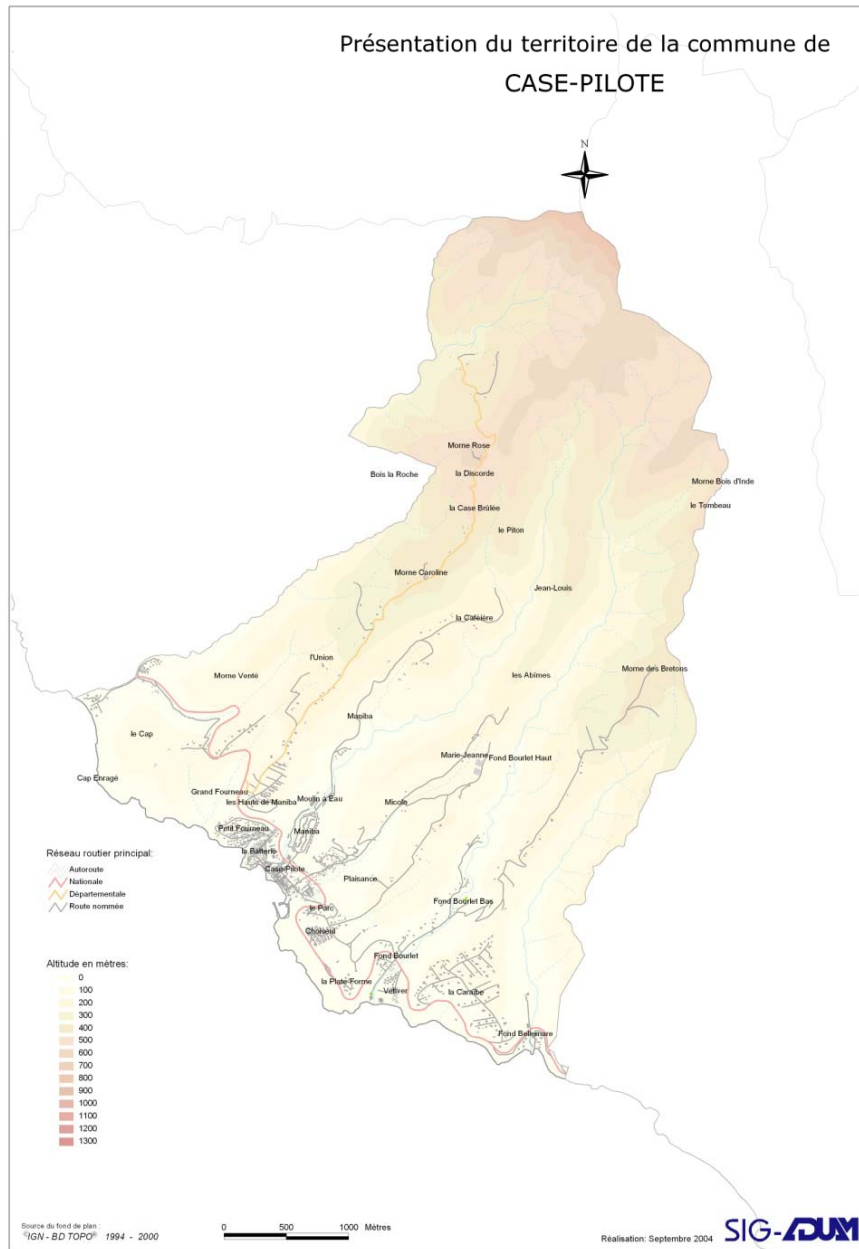 Présentation du territoire de la commune de
CASE-PILOTE
N
Morne Rose
Bois la Roche
la Discorde
Morne Bois d'Inde
la Case Brûlée
le Tombeau
le Piton
Morne Caroline
Jean-Louis
la Caféière
l'Union
Morne Venté
les Abîmes
Morne des Bretons
Maniba
le Cap
Marie-Jeanne
Fond Bourlet Haut
Cap Enragé
Grand Fourneau
les Hauts de Maniba
Moulin à Eau
Micole
Petit Fourneau
Maniba
la Batterie
Case-Pilote
Plaisance
le Parc
Fond Bourlet Bas
Choiseul
Fond Bourlet
la Plate-Forme
Vétiver
la Caraïbe
Fond Bellemare
Réseau routier principal:
Autoroute
Nationale
Départementale
Route nommée
Altitude en mètres:
0
100
200
300
400
500
600
700
800
900
1000
1100
1200
1300
Source du fond de plan :
©IGN - BD TOPO® 1994 - 2000
0 500 1000 Mètres
Réalisation: Septembre 2004
SIG-ADUAM